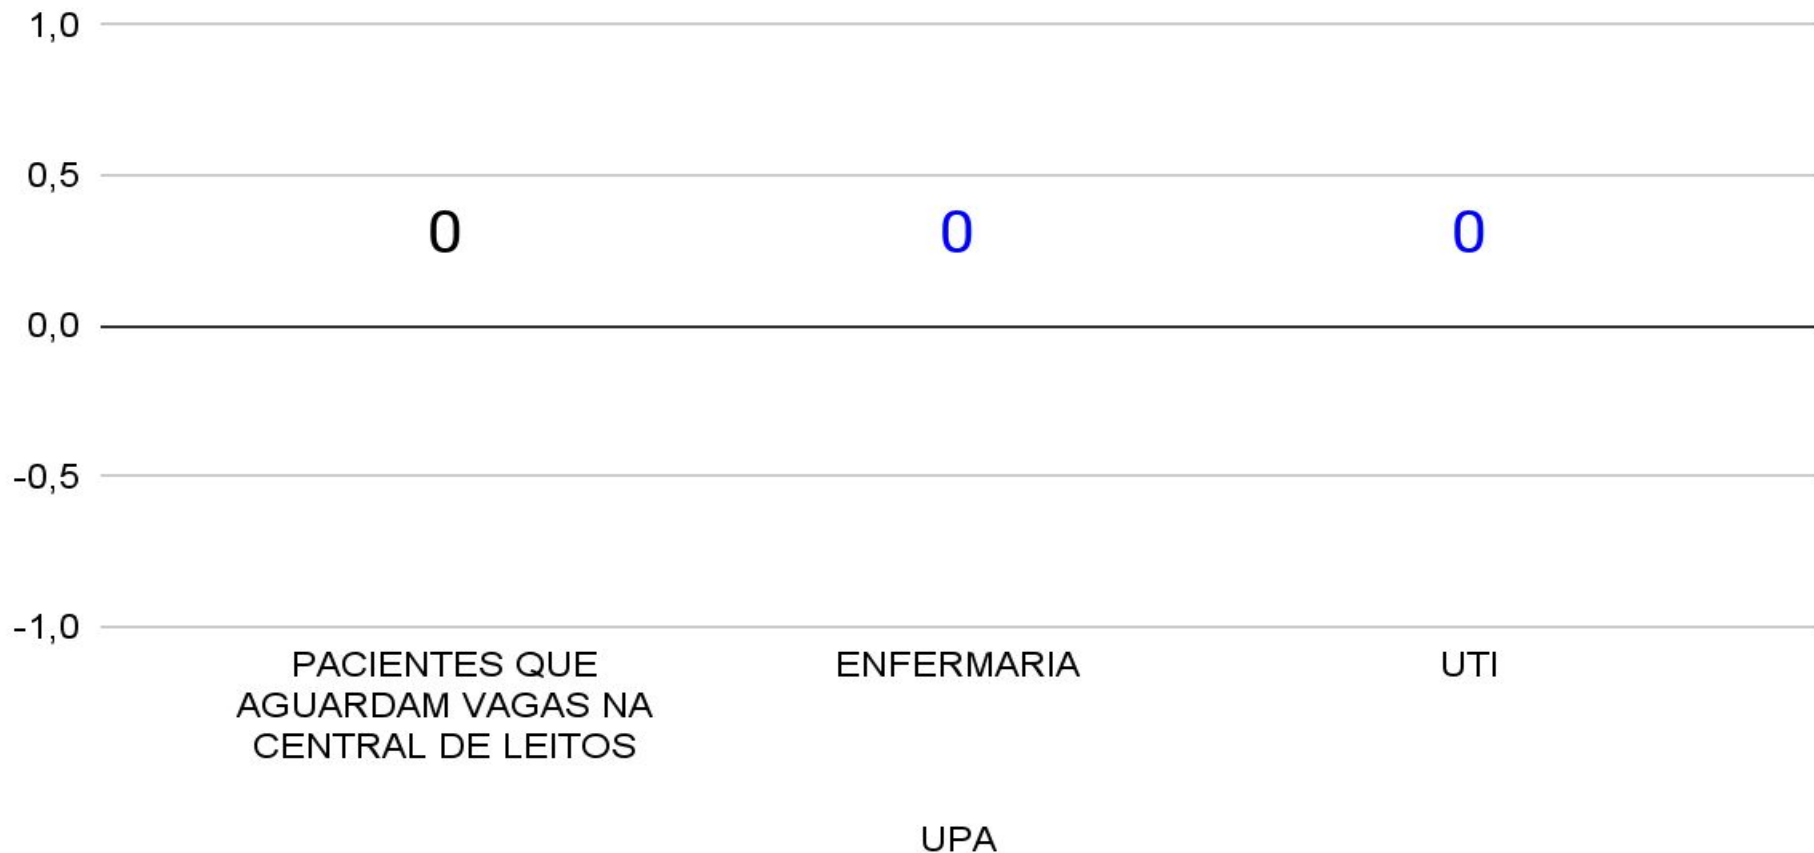 1,0
0,5
0 0 0
0,0
-0,5
-1,0
PACIENTES QUE ENFERMARIA UTI
AGUARDAM VAGAS NA
CENTRAL DE LEITOS
UPA